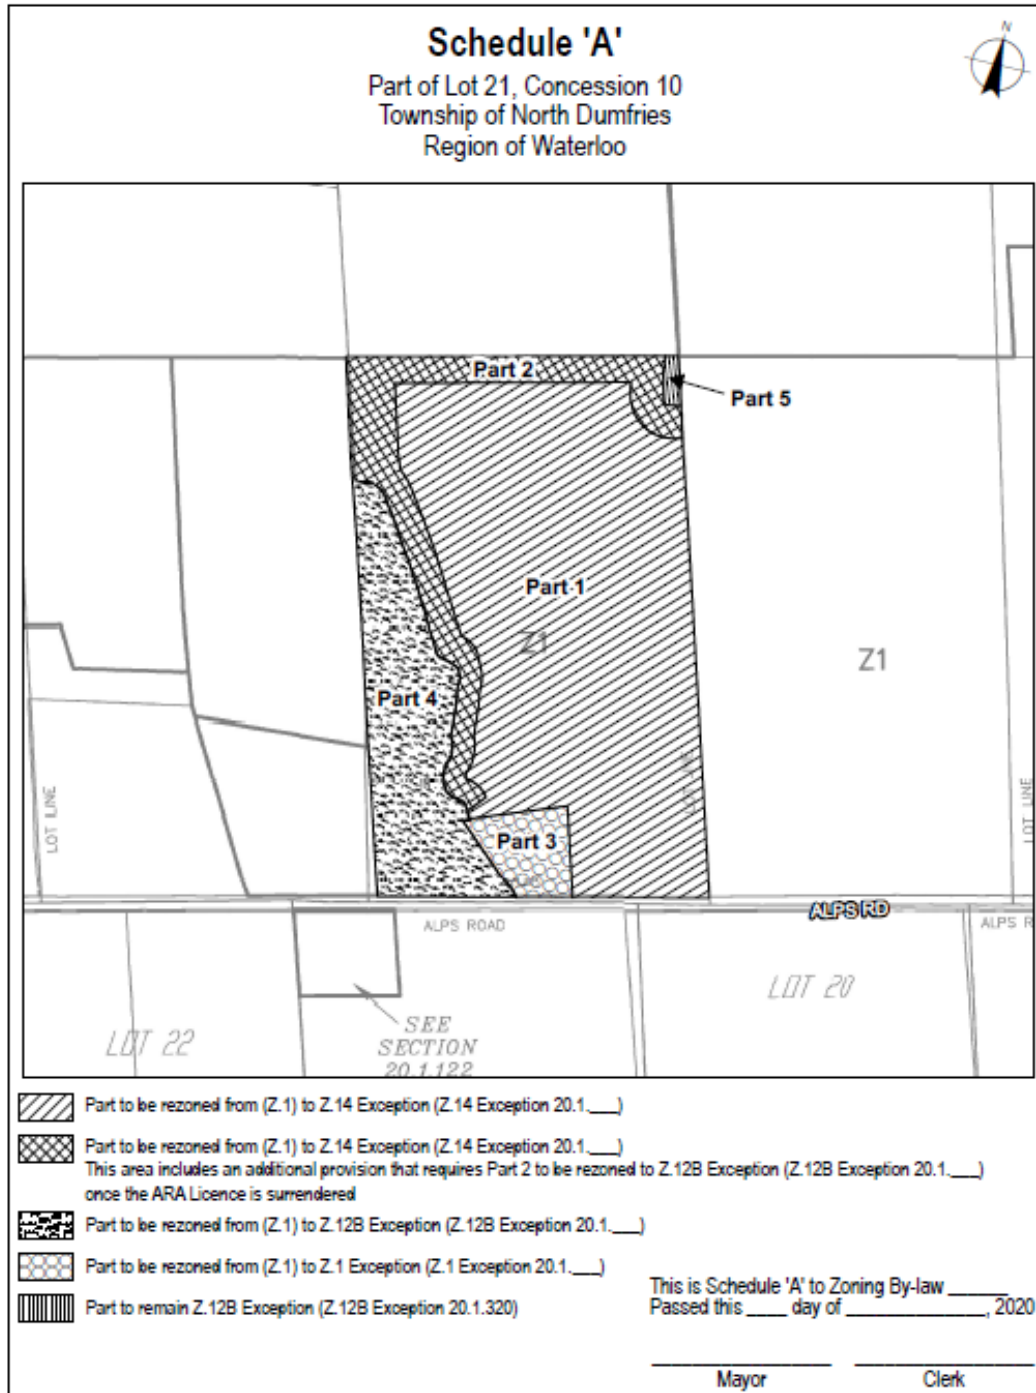 Schedule 'A'
Part of Lot 21, Concession 10
Township of North Dumfries
Region of Waterloo
N
Part 2
Part 5
Part 1
Z1
Z1
Part 4
LOT LINE
LOT LINE
LOT LINE
Part 3
ALPS RD
ALPS ROAD
ALPS R
LOT 20
LOT 22
SEE
SECTION
20.1.122
Part to be rezoned from (Z.1) to Z.14 Exception (Z.14 Exception 20.1.___)
Part to be rezoned from (Z.1) to Z.14 Exception (Z.14 Exception 20.1.___)
This area includes an additional provision that requires Part 2 to be rezoned to Z.12B Exception (Z.12B Exception 20.1.___)
once the ARA Licence is surrendered
Part to be rezoned from (Z.1) to Z.12B Exception (Z.12B Exception 20.1.___)
Part to be rezoned from (Z.1) to Z.1 Exception (Z.1 Exception 20.1.___)
Part to remain Z.12B Exception (Z.12B Exception 20.1.320)
This is Schedule 'A' to Zoning By-law _____
Passed this ____ day of ______________, 2020
Mayor
Clerk